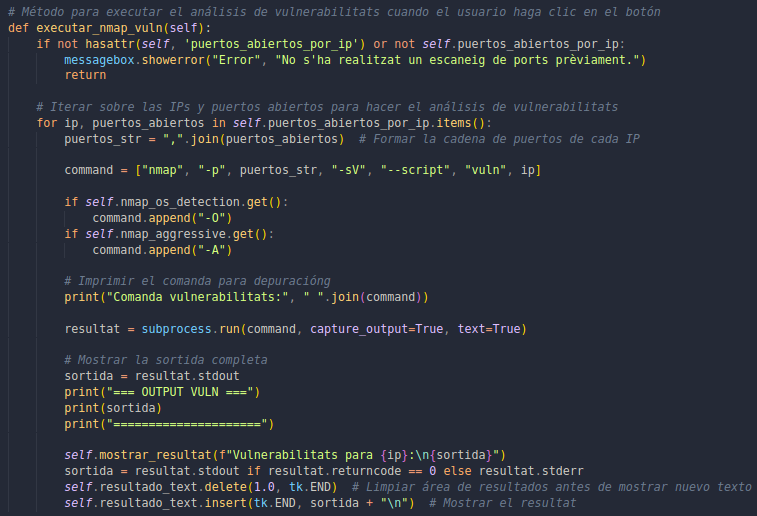 # Método para executar el análisis de vulnerabilitats cuando el usuario haga clic en el botón
def executar_nmap_vuln(self):
    if not hasattr(self, 'puertos_abiertos_por_ip') or not self.puertos_abiertos_por_ip:
        messagebox.showerror("Error", "No s'ha realitzat un escaneig de ports prèviament.")
        return

    # Iterar sobre las IPs y puertos abiertos para hacer el análisis de vulnerabilitats
    for ip, puertos_abiertos in self.puertos_abiertos_por_ip.items():
        puertos_str = ",".join(puertos_abiertos)  # Formar la cadena de puertos de cada IP

        command = ["nmap", "-p", puertos_str, "-sV", "--script", "vuln", ip]

        if self.nmap_os_detection.get():
            command.append("-O")
        if self.nmap_aggressive.get():
            command.append("-A")

        # Imprimir el comanda para depuracióng
        print("Comanda vulnerabilitats:", " ".join(command))

        resultat = subprocess.run(command, capture_output=True, text=True)

        # Mostrar la sortida completa
        sortida = resultat.stdout
        print("=== OUTPUT VULN ===")
        print(sortida)
        print("=====================")

        self.mostrar_resultat(f"Vulnerabilitats para {ip}:\n{sortida}")
        sortida = resultat.stdout if resultat.returncode == 0 else resultat.stderr
        self.resultado_text.delete(1.0, tk.END)  # Limpiar área de resultados antes de mostrar nuevo texto
        self.resultado_text.insert(tk.END, sortida + "\n")  # Mostrar el resultat